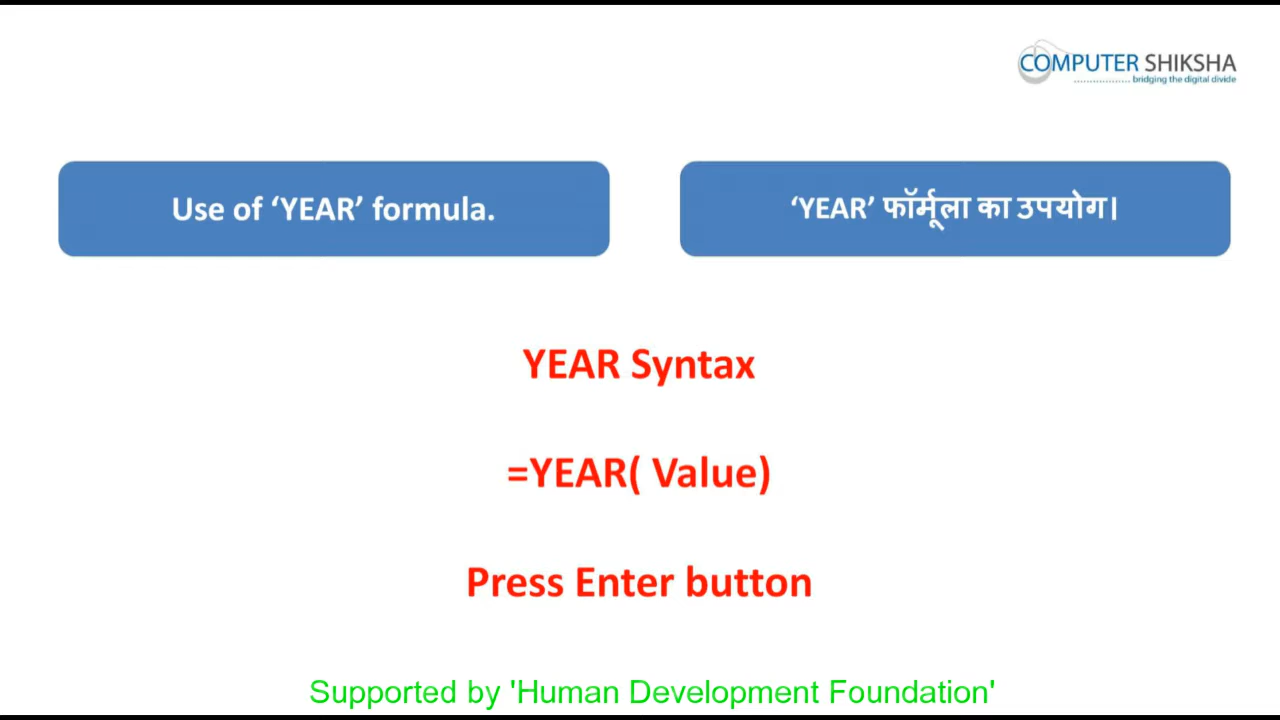 COMPUTER SHIKSHA
................. bridging the digital divide
Use of ‘YEAR’ formula.
‘YEAR’ फॉर्मूला का उपयोग।
YEAR Syntax
=YEAR( Value)
Press Enter button
Supported by 'Human Development Foundation'